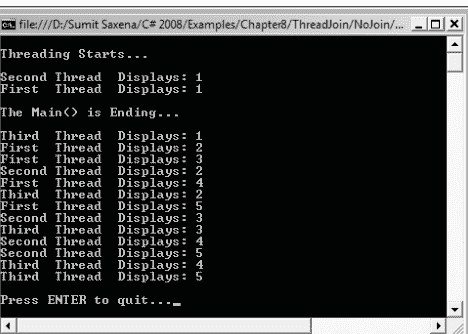 file:///D:/Sumit Saxena/C# 2008/Examples/Chapter8/ThreadJoin/NoJoin/...
Threading Starts...
Second Thread Displays: 1
First Thread Displays: 1
The Main() is Ending...
Third Thread Displays: 1
First Thread Displays: 2
First Thread Displays: 3
Second Thread Displays: 2
First Thread Displays: 4
Third Thread Displays: 2
First Thread Displays: 5
Second Thread Displays: 3
Third Thread Displays: 3
Second Thread Displays: 4
Second Thread Displays: 5
Third Thread Displays: 4
Third Thread Displays: 5
Press ENTER to quit..._